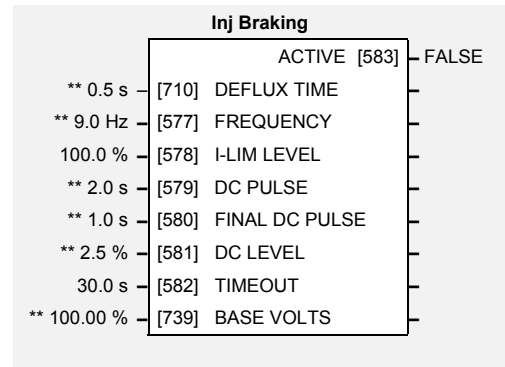 Inj Braking
ACTIVE [583] FALSE
** 0.5 s [710] DEFLUX TIME
** 9.0 Hz [577] FREQUENCY
100.0 % [578] I-LIM LEVEL
** 2.0 s [579] DC PULSE
** 1.0 s [580] FINAL DC PULSE
** 2.5 % [581] DC LEVEL
30.0 s [582] TIMEOUT
** 100.00 % [739] BASE VOLTS